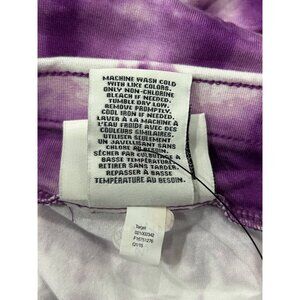 MACHINE WASH COLD
WITH LIKE COLORS.
ONLY NON-CHLORINE
BLEACH IF NEEDED.
TUMBLE DRY LOW.
REMOVE PROMPTLY.
COOL IRON IF NEEDED.
LAVER À LA MACHINE À
L'EAU FROIDE AVEC DES
COULEURS SIMILAIRES.
UTILISER SEULEMENT
UN JAVELLISANT SANS
CHLORE AU BESOIN.
SÉCHER PAR CULBUTAGE À
BASSE TEMPÉRATURE.
RETIRER SANS TARDER.
REPASSER À BASSE
TEMPÉRATURE AU BESOIN.
Target